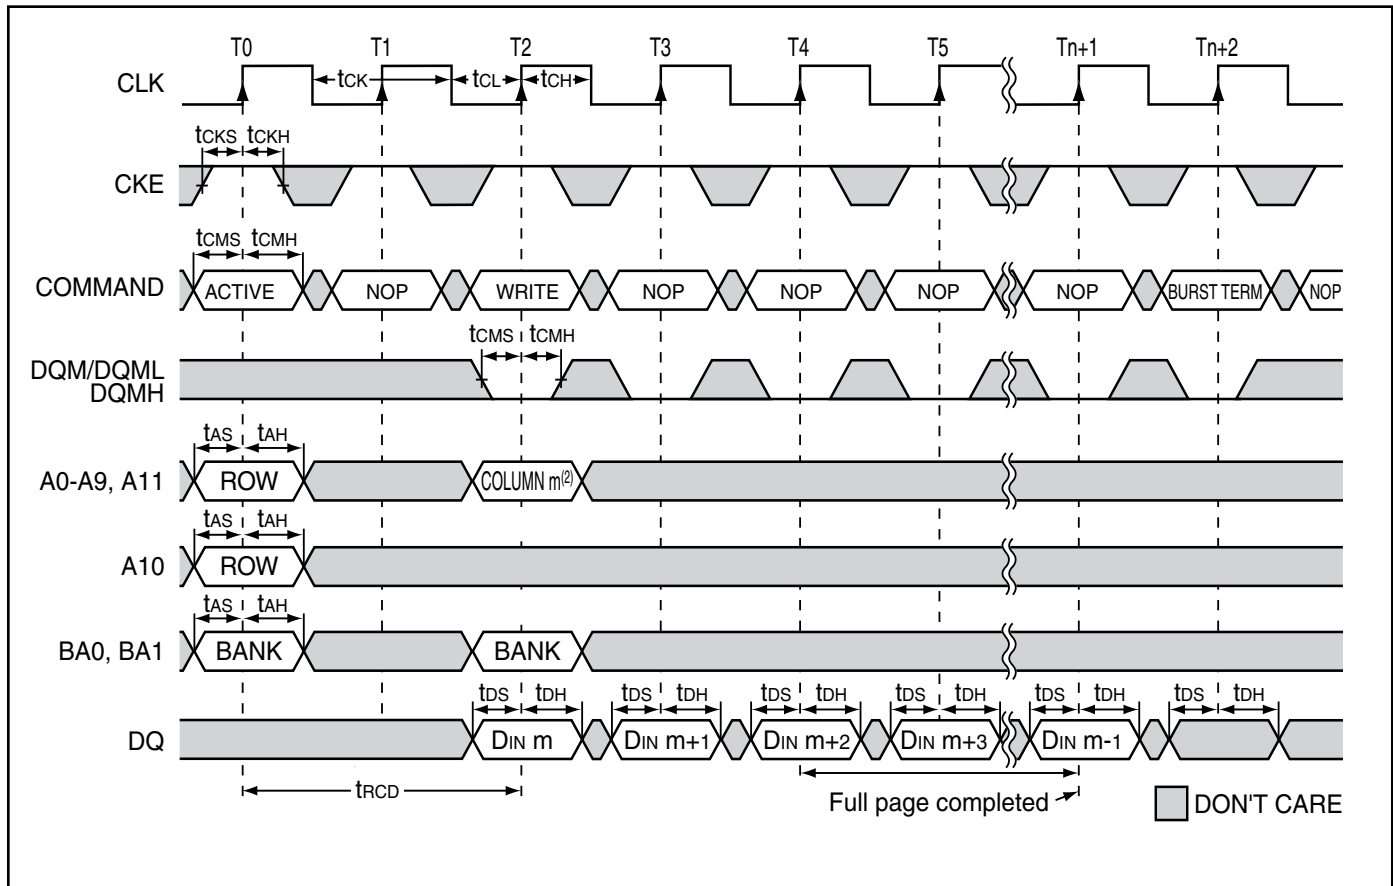 T0 T1 T2 T3 T4 T5 Tn+1 Tn+2
CLK tCK tCL tCH
tCKS tCKH
CKE
tCMS tCMH
COMMAND ACTIVE NOP WRITE NOP NOP NOP NOP BURST TERM NOP
tCMS tCMH
DQM/DQML
DQMH
tAS tAH
A0-A9, A11 ROW COLUMN m(2)
tAS tAH
A10 ROW
tAS tAH
BA0, BA1 BANK BANK
tDS tDH tDS tDH tDS tDH tDS tDH tDS tDH tDS tDH
DQ DIN m DIN m+1 DIN m+2 DIN m+3 DIN m-1
tRCD
Full page completed
DON'T CARE